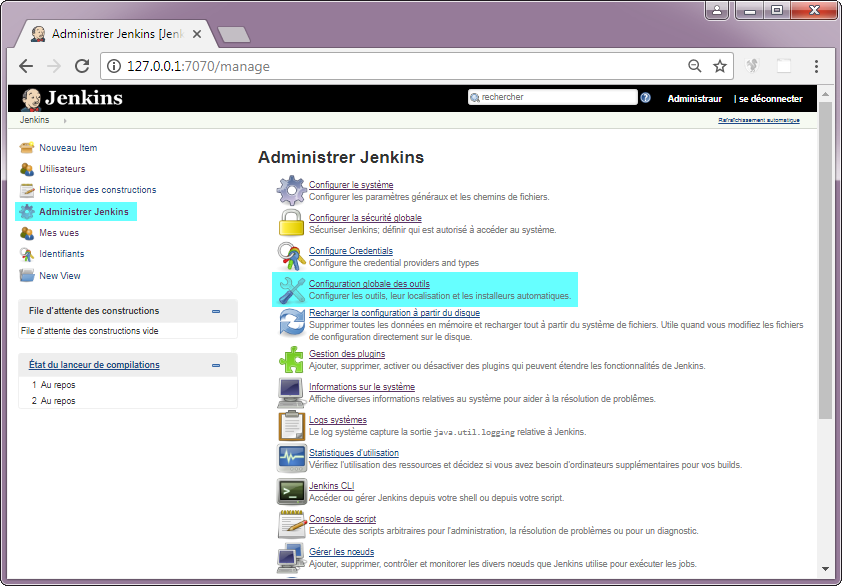 Administrer Jenkins [Jenk
127.0.0.1:7070/manage
Jenkins
rechercher
Administraur
| se déconnecter
Jenkins
Rafraîchissement automatique
Nouveau Item
Utilisateurs
Historique des constructions
Administrer Jenkins
Mes vues
Identifiants
New View
File d'attente des constructions
File d'attente des constructions vide
État du lanceur de compilations
1 Au repos
2 Au repos
Administrer Jenkins
Configurer le système
Configurer les paramètres généraux et les chemins de fichiers.
Configurer la sécurité globale
Sécuriser Jenkins; définir qui est autorisé à accéder au système.
Configure Credentials
Configure the credential providers and types
Configuration globale des outils
Configurer les outils, leur localisation et les installeurs automatiques.
Recharger la configuration à partir du disque
Supprimer toutes les données en mémoire et recharger tout à partir du système de fichiers. Utile quand vous modifiez les fichiers
de configuration directement sur le disque.
Gestion des plugins
Ajouter, supprimer, activer ou désactiver des plugins qui peuvent étendre les fonctionnalités de Jenkins.
Informations sur le système
Affiche diverses informations relatives au système pour aider à la résolution de problèmes.
Logs systèmes
Le log système capture la sortie java.util.logging relative à Jenkins.
Statistiques d'utilisation
Vérifiez l'utilisation des ressources et décidez si vous avez besoin d'ordinateurs supplémentaires pour vos builds.
Jenkins CLI
Accéder ou gérer Jenkins depuis votre shell ou depuis votre script.
Console de script
Exécute des scripts arbitraires pour l'administration, la résolution de problèmes ou pour un diagnostic.
Gérer les nœuds
Ajouter, supprimer, contrôler et monitorer les divers nœuds que Jenkins utilise pour exécuter les jobs.